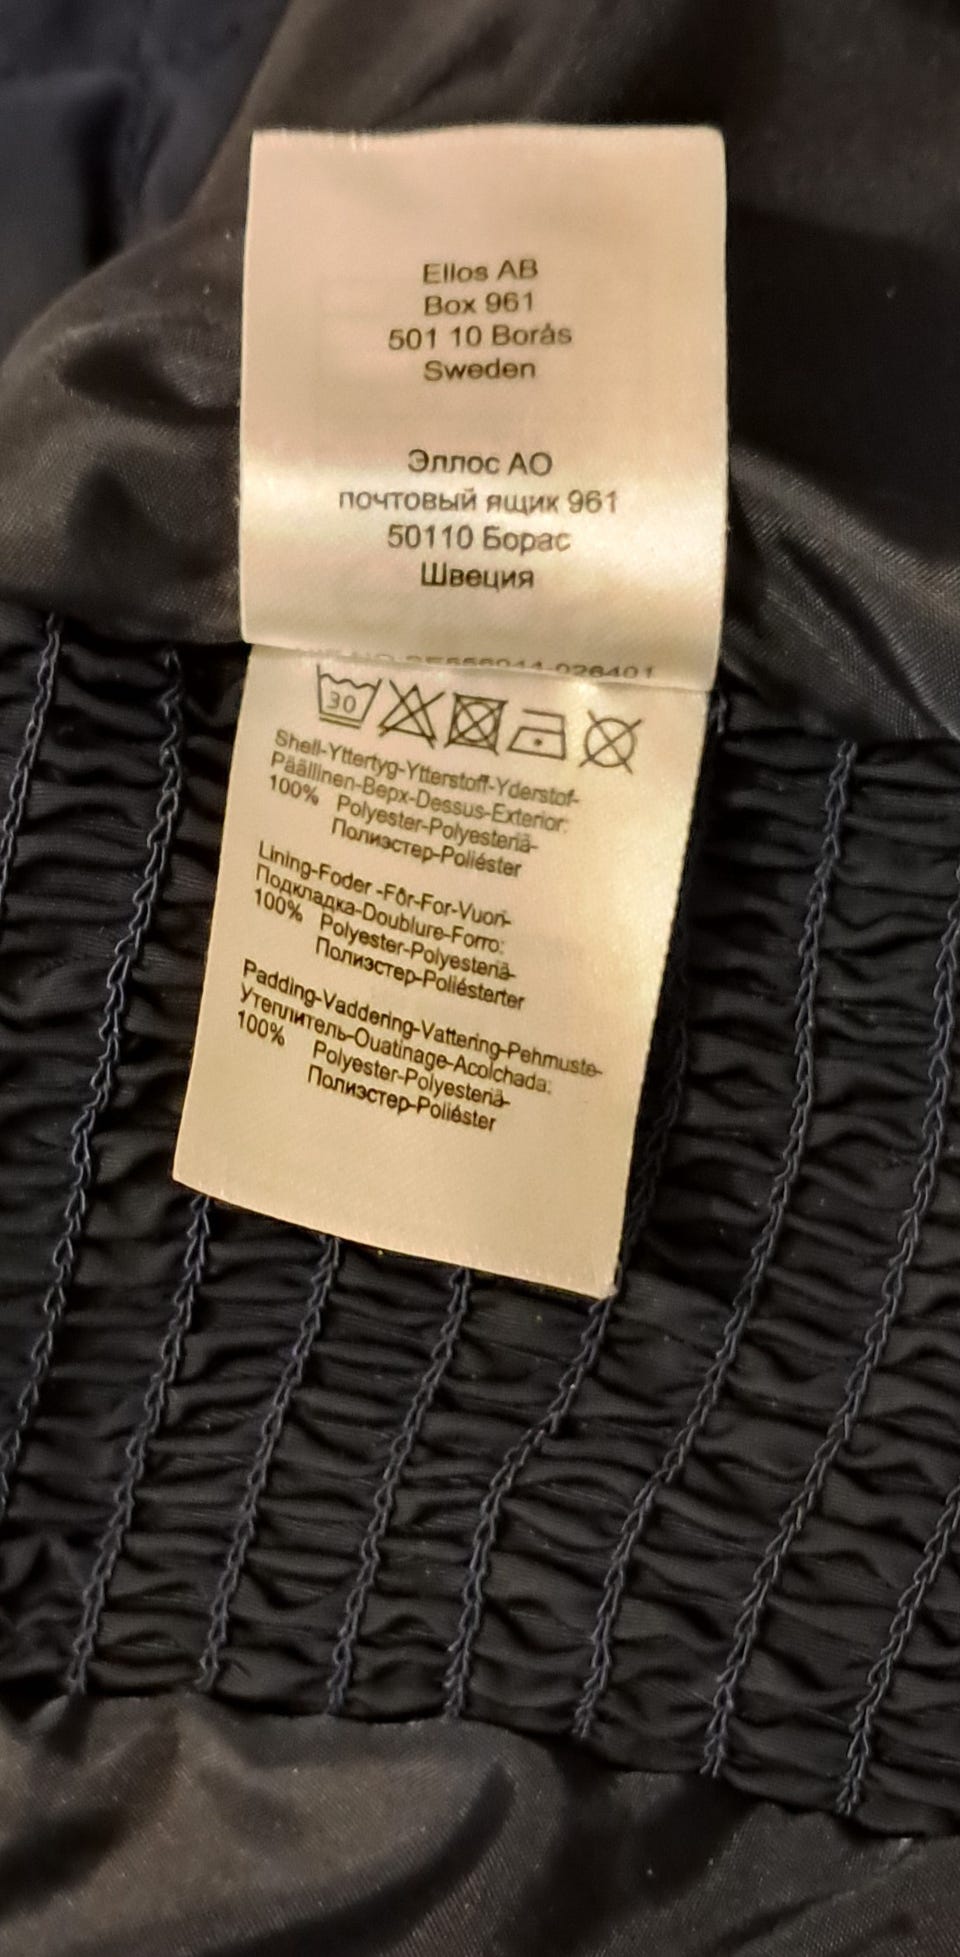 Ellos AB
Box 961
501 10 Borås
Sweden
Эллос АО
почтовый ящик 961
50110 Борас
Швеция
30
Shell-Yttertyg-Ytterstoff-Yderstof-
Päällinen-Верх-Dessus-Exterior:
100% Polyester-Polyesteriä-
Полиэстер-Poliéster
Lining-Foder -Fôr-For-Vuori-
Подкладка-Doublure-Forro:
100% Polyester-Polyesteriä-
Полиэстер-Poliésterter
Padding-Vaddering-Vattering-Pehmuste-
Утеплитель-Ouatinage-Acolchada:
100% Polyester-Polyesteriä-
Полиэстер-Poliéster